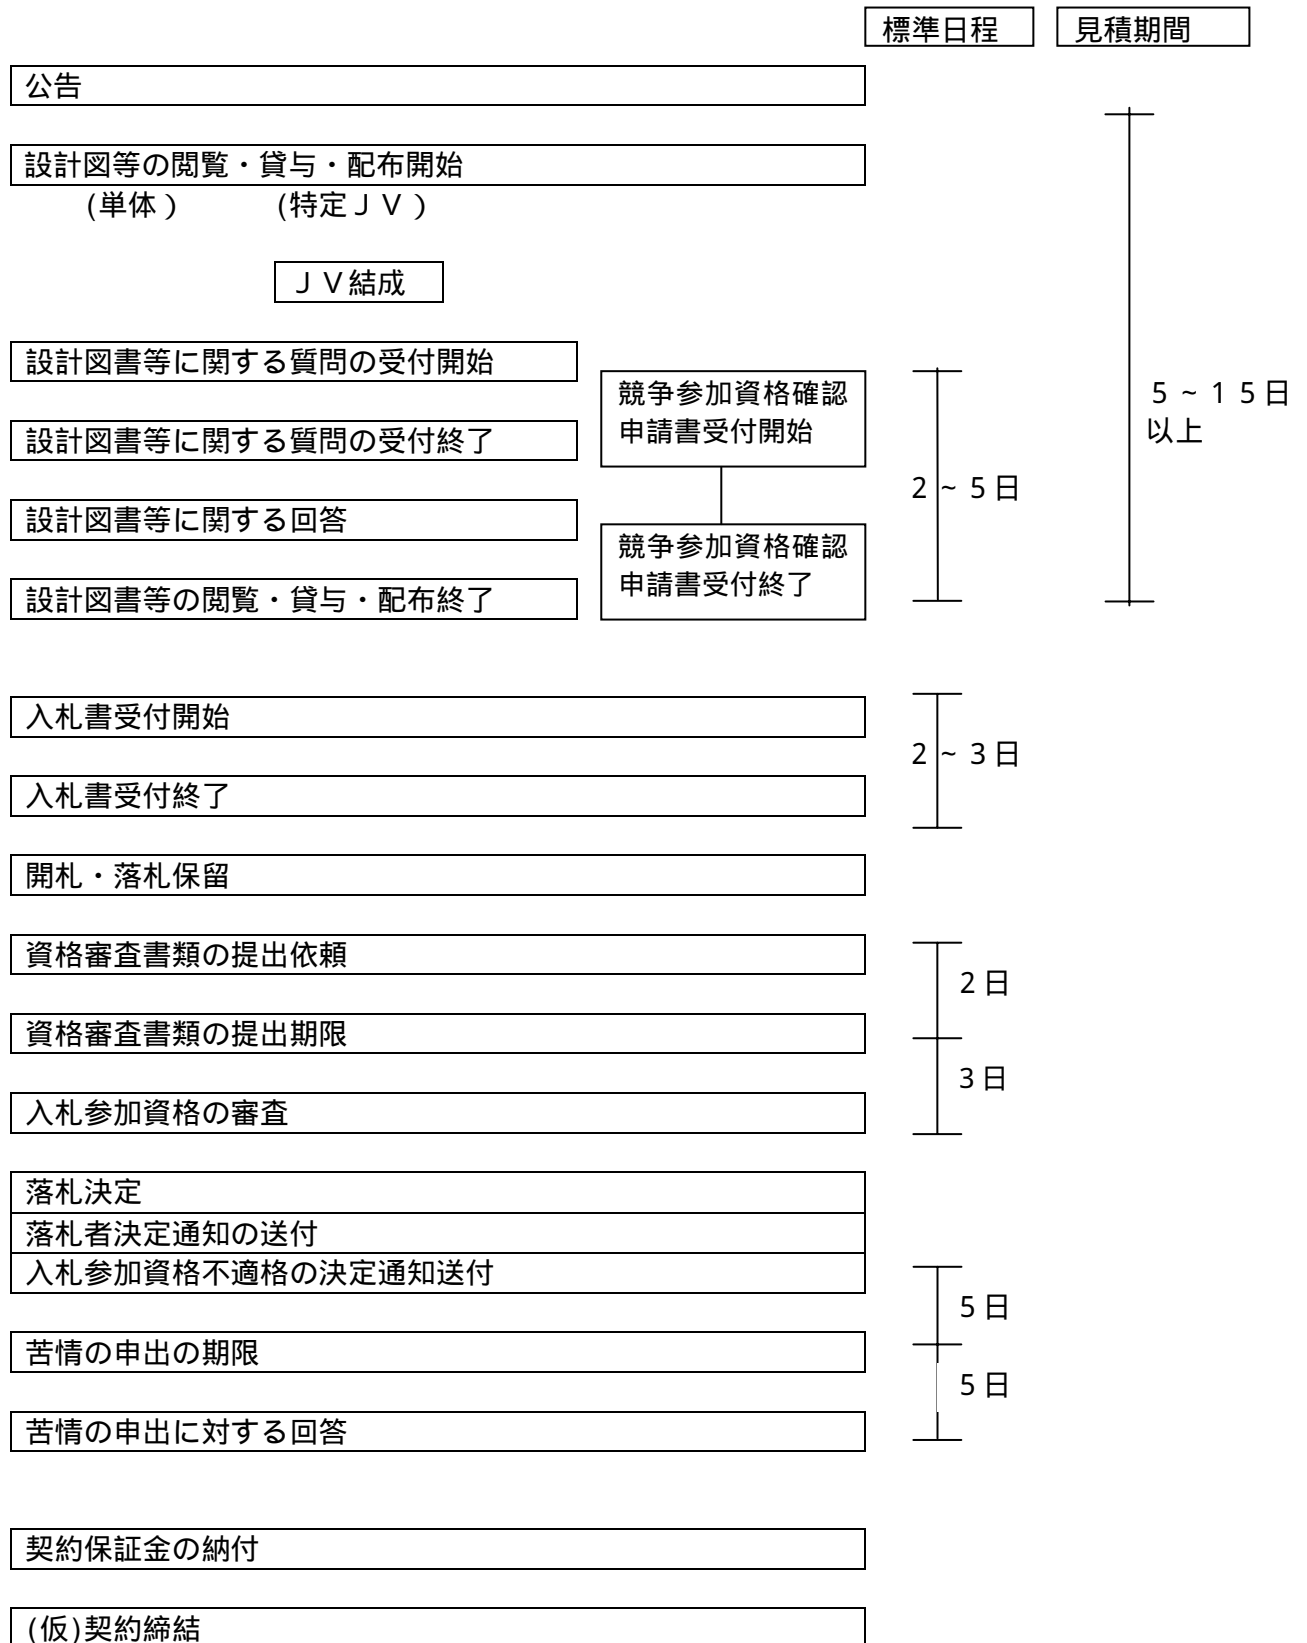 標準日程
見積期間
公告
設計図等の閲覧・貸与・配布開始
(単体） (特定ＪＶ）
ＪＶ結成
設計図書等に関する質問の受付開始
競争参加資格確認
申請書受付開始
5 ~ 1 5日
以上
設計図書等に関する質問の受付終了
2 ~ 5日
設計図書等に関する回答
競争参加資格確認
申請書受付終了
設計図書等の閲覧・貸与・配布終了
入札書受付開始
2 ~ 3日
入札書受付終了
開札・落札保留
資格審査書類の提出依頼
2日
資格審査書類の提出期限
3日
入札参加資格の審査
落札決定
落札者決定通知の送付
入札参加資格不適格の決定通知送付
5日
苦情の申出の期限
5日
苦情の申出に対する回答
契約保証金の納付
(仮)契約締結